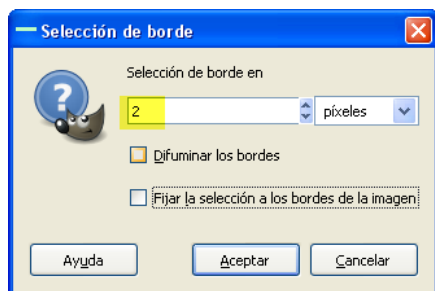 Selección de borde
Selección de borde en
2 píxeles
Difuminar los bordes
Fijar la selección a los bordes de la imagen
Ayuda Aceptar Cancelar